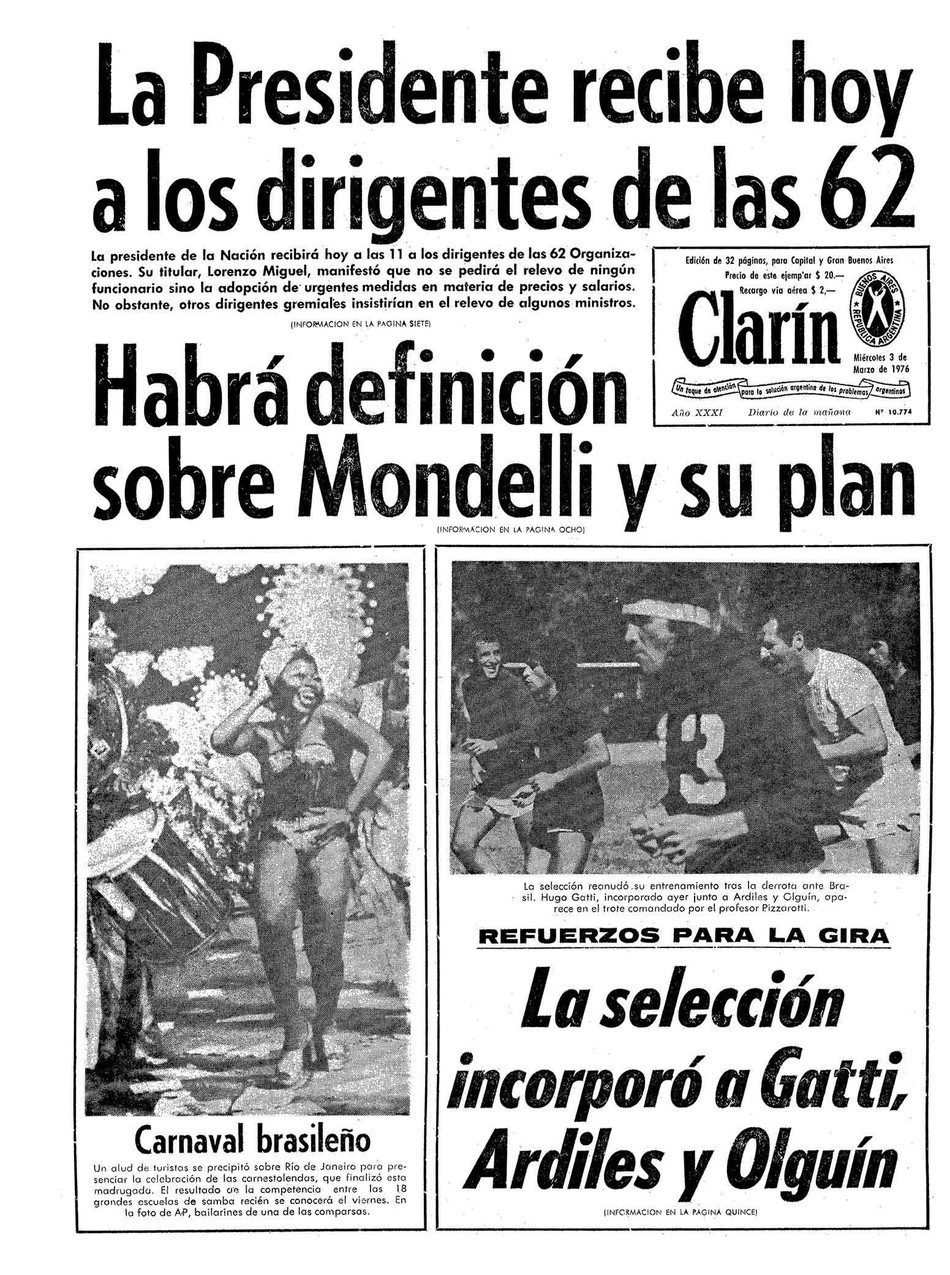 La Presidente recibe hoy
a los dirigentes de las 62
La presidente de la Nación recibirá hoy a las 11 a los dirigentes de las 62 Organiza-
ciones. Su titular, Lorenzo Miguel, manifestó que no se pedirá el relevo de ningún
funcionario sino la adopción de urgentes medidas en materia de precios y salarios.
No obstante, otros dirigentes gremiales insistirían en el relevo de algunos ministros.
(INFORMACION EN LA PAGINA SIETE)
Edición de 32 páginas, para Capital y Gran Buenos Aires
Precio de este ejemplar $ 20.—
Recargo vía aérea $ 2,—
Clarín
BUENOS AIRES
REPUBLICA ARGENTINA
Miércoles 3 de
Marzo de 1976
Un toque de atención para la solución argentina de los problemas argentinos
Año XXXI Diario de la mañana Nº 10.774
Habrá definición
sobre Mondelli y su plan
(INFORMACION EN LA PAGINA OCHO)
3
La selección reanudó su entrenamiento tras la derrota ante Bra-
sil. Hugo Gatti, incorporado ayer junto a Ardiles y Olguín, apa-
rece en el trote comandado por el profesor Pizzarotti.
REFUERZOS PARA LA GIRA
La selección
incorporó a Gatti,
Ardiles y Olguín
(INFORMACION EN LA PAGINA QUINCE)
Carnaval brasileño
Un alud de turistas se precipitó sobre Río de Janeiro para pre-
senciar la celebración de las carnestolendas, que finalizó esta
madrugada. El resultado de la competencia entre las 18
grandes escuelas de samba recién se conocerá el viernes. En
la foto de AP, bailarines de una de las comparsas.